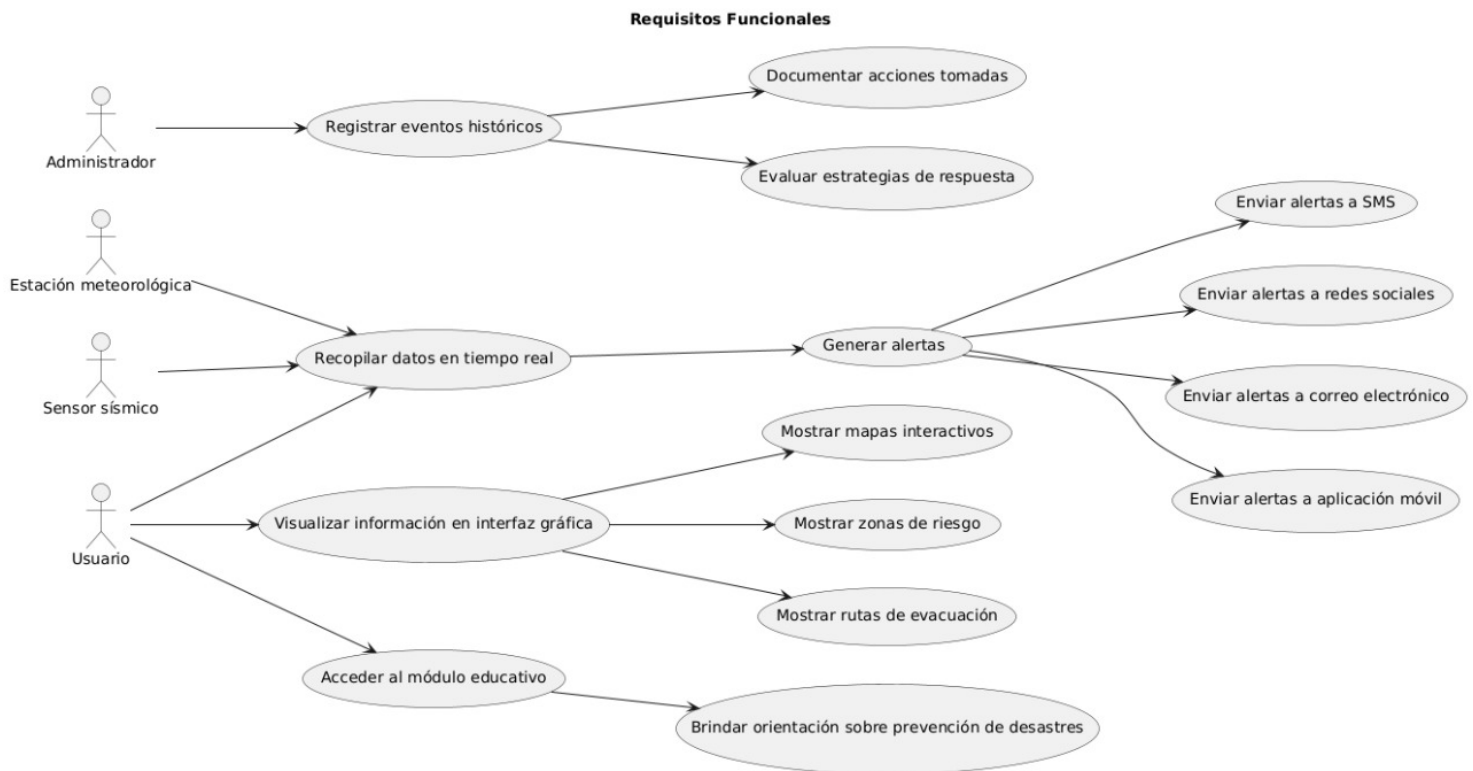 Requisitos Funcionales
Documentar acciones tomadas
Registrar eventos históricos
Administrador
Evaluar estrategias de respuesta
Enviar alertas a SMS
Estación meteorológica
Enviar alertas a redes sociales
Generar alertas
Recopilar datos en tiempo real
Sensor sísmico
Enviar alertas a correo electrónico
Mostrar mapas interactivos
Enviar alertas a aplicación móvil
Visualizar información en interfaz gráfica
Mostrar zonas de riesgo
Usuario
Mostrar rutas de evacuación
Acceder al módulo educativo
Brindar orientación sobre prevención de desastres